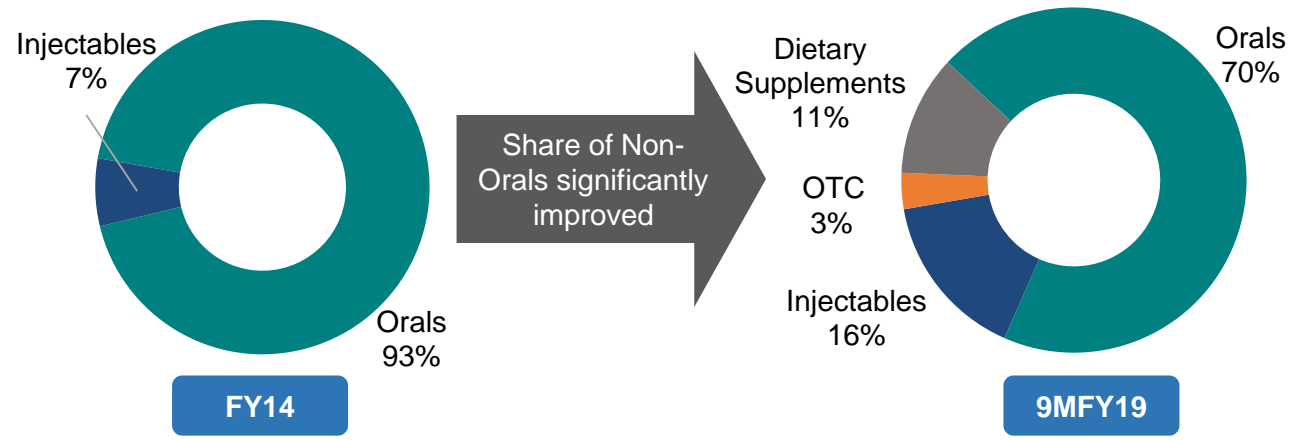 Injectables
7%
Orals
93%
FY14
Share of Non-
Orals significantly
improved
Dietary
Supplements
11%
OTC
3%
Injectables
16%
Orals
70%
9MFY19